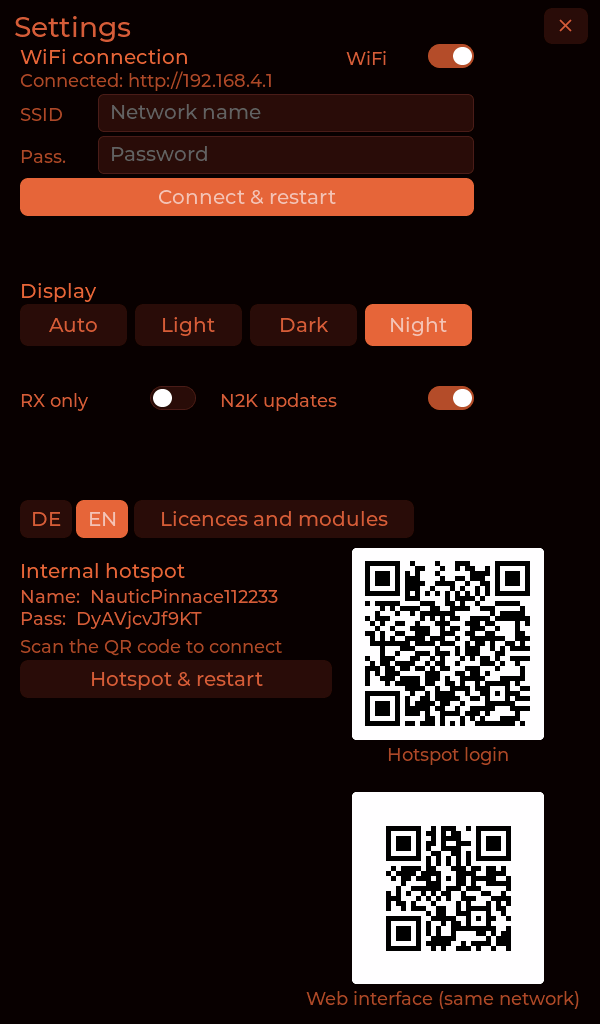 Settings
WiFi connection
WiFi
Connected: http://192.168.4.1
SSID
Network name
Pass.
Password
Connect & restart
Display
Auto
Light
Dark
Night
RX only
N2K updates
DE
EN
Licences and modules
Internal hotspot
Name: NauticPinnace112233
Pass: DyAVjcvJf9KT
Scan the QR code to connect
Hotspot & restart
Hotspot login
Web interface (same network)